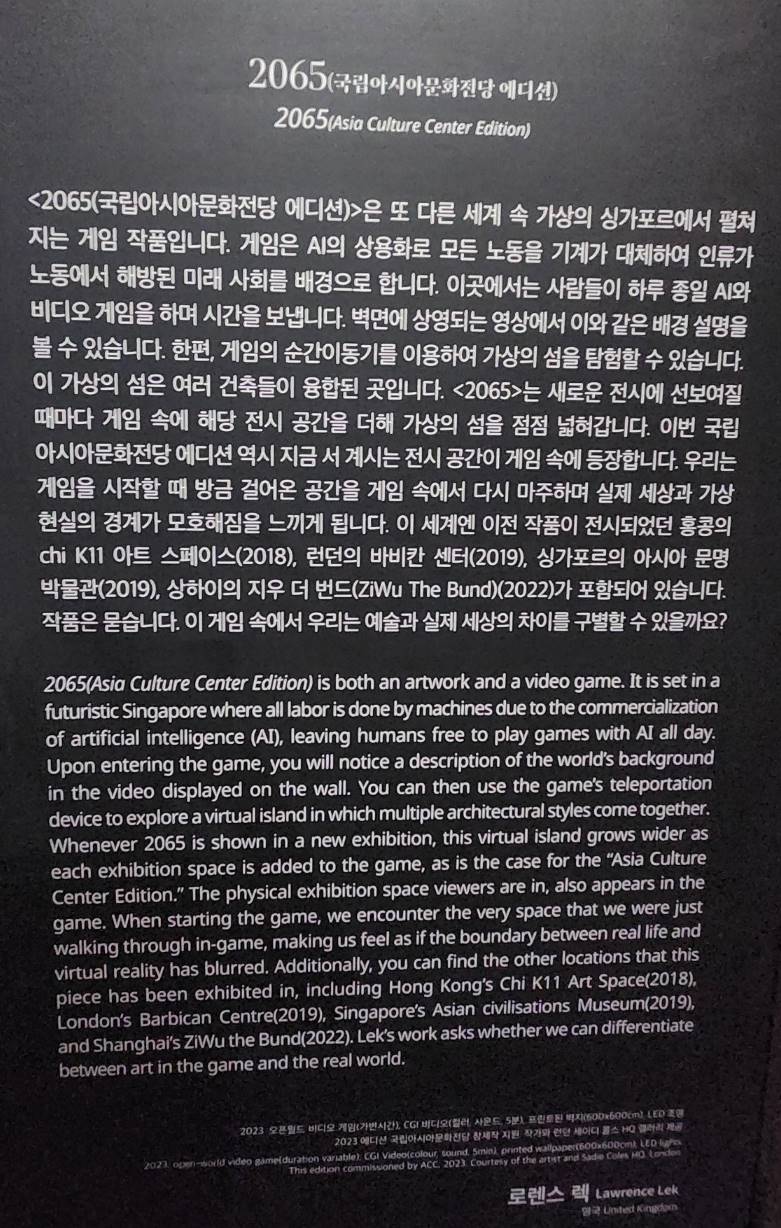 2065(국립아시아문화전당 에디션)
2065(Asia Culture Center Edition)
<2065(국립아시아문화전당 에디션)>은 또 다른 세계 속 가상의 싱가포르에서 펼쳐
지는 게임 작품입니다. 게임은 AI의 상용화로 모든 노동을 기계가 대체하여 인류가
노동에서 해방된 미래 사회를 배경으로 합니다. 이곳에서는 사람들이 하루 종일 AI와
비디오 게임을 하며 시간을 보냅니다. 벽면에 상영되는 영상에서 이와 같은 배경 설명을
볼 수 있습니다. 한편, 게임의 순간이동기를 이용하여 가상의 섬을 탐험할 수 있습니다.
이 가상의 섬은 여러 건축들이 융합된 곳입니다. <2065>는 새로운 전시에 선보여질
때마다 게임 속에 해당 전시 공간을 더해 가상의 섬을 점점 넓혀갑니다. 이번 국립
아시아문화전당 에디션 역시 지금 서 계시는 전시 공간이 게임 속에 등장합니다. 우리는
게임을 시작할 때 방금 걸어온 공간을 게임 속에서 다시 마주하며 실제 세상과 가상
현실의 경계가 모호해짐을 느끼게 됩니다. 이 세계엔 이전 작품이 전시되었던 홍콩의
chi K11 아트 스페이스(2018), 런던의 바비칸 센터(2019), 싱가포르의 아시아 문명
박물관(2019), 상하이의 지우 더 번드(ZiWu The Bund)(2022)가 포함되어 있습니다.
작품은 묻습니다. 이 게임 속에서 우리는 예술과 실제 세상의 차이를 구별할 수 있을까요?
2065(Asia Culture Center Edition) is both an artwork and a video game. It is set in a
futuristic Singapore where all labor is done by machines due to the commercialization
of artificial intelligence (AI), leaving humans free to play games with AI all day.
Upon entering the game, you will notice a description of the world's background
in the video displayed on the wall. You can then use the game's teleportation
device to explore a virtual island in which multiple architectural styles come together.
Whenever 2065 is shown in a new exhibition, this virtual island grows wider as
each exhibition space is added to the game, as is the case for the "Asia Culture
Center Edition." The physical exhibition space viewers are in, also appears in the
game. When starting the game, we encounter the very space that we were just
walking through in-game, making us feel as if the boundary between real life and
virtual reality has blurred. Additionally, you can find the other locations that this
piece has been exhibited in, including Hong Kong's Chi K11 Art Space(2018),
London's Barbican Centre(2019), Singapore's Asian civilisations Museum(2019),
and Shanghai's ZiWu the Bund(2022). Lek's work asks whether we can differentiate
between art in the game and the real world.
2023, 오픈월드 비디오 게임(가변시간), CGI 비디오(컬러, 사운드, 5분), 프린트된 벽지(600x600cm), LED 조명
2023 에디션 국립아시아문화전당 창제작 지원. 작가와 런던 세이디 콜스 HQ 갤러리 제공
2023, open-world video game(duration variable), CGI Video(colour, sound, 5min), printed wallpaper(600x600cm), LED lights
This edition commissioned by ACC, 2023. Courtesy of the artist and Sadie Coles HQ, London
로렌스 렉 Lawrence Lek
영국 United Kingdom